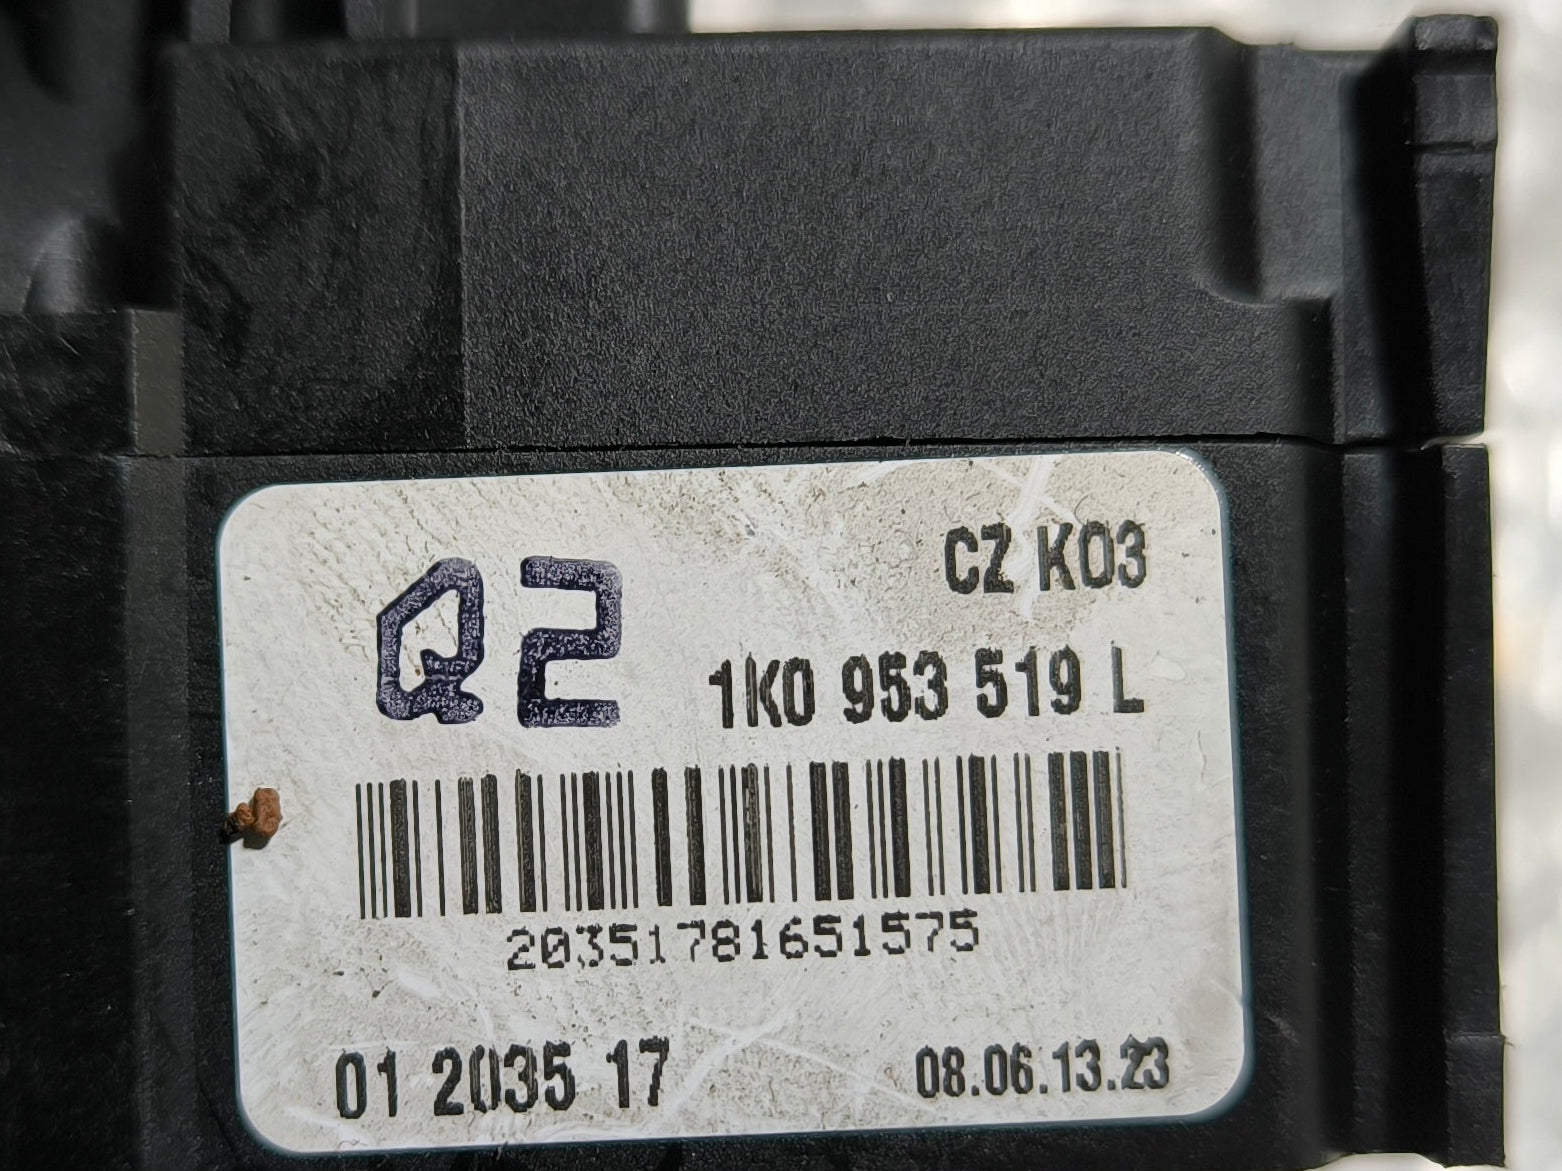 CZ K03
Q2
1K0 953 519 L
20351781651575
01 2035 17
08.06.13.23